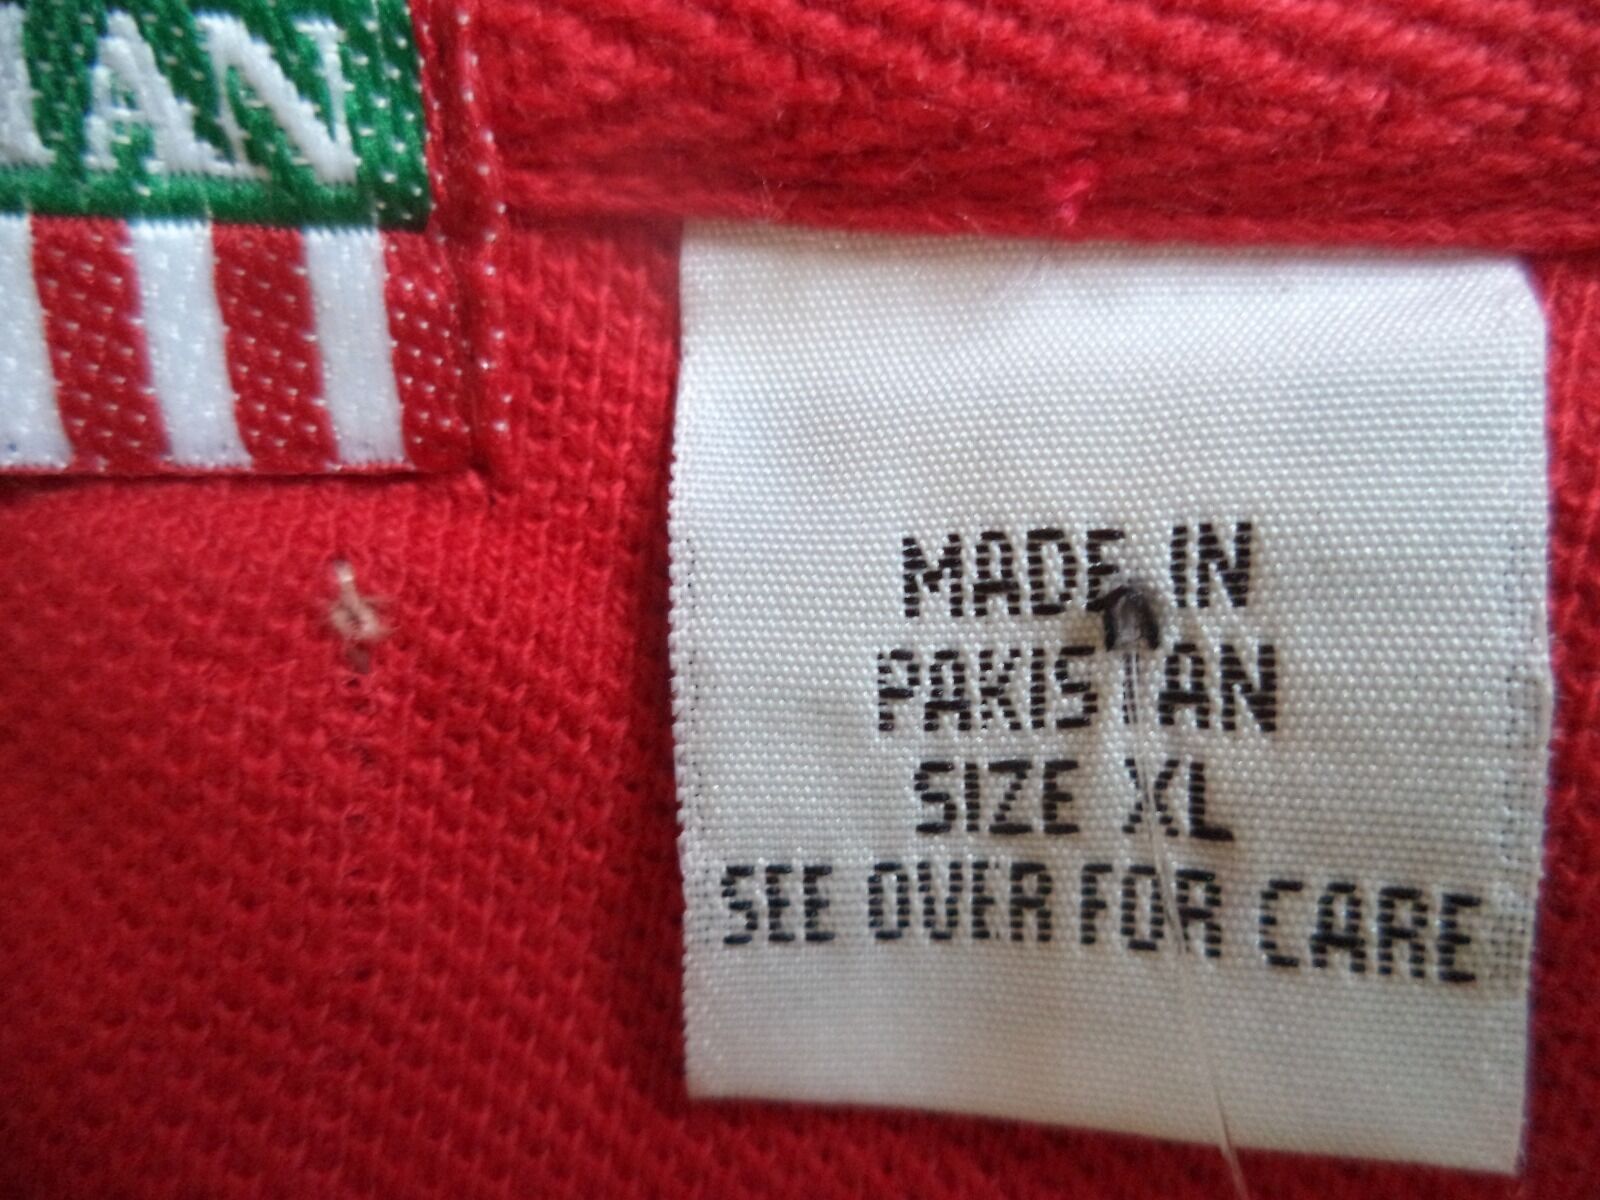 IAN
MADE IN
PAKISTAN
SIZE XL
SEE OVER FOR CARE